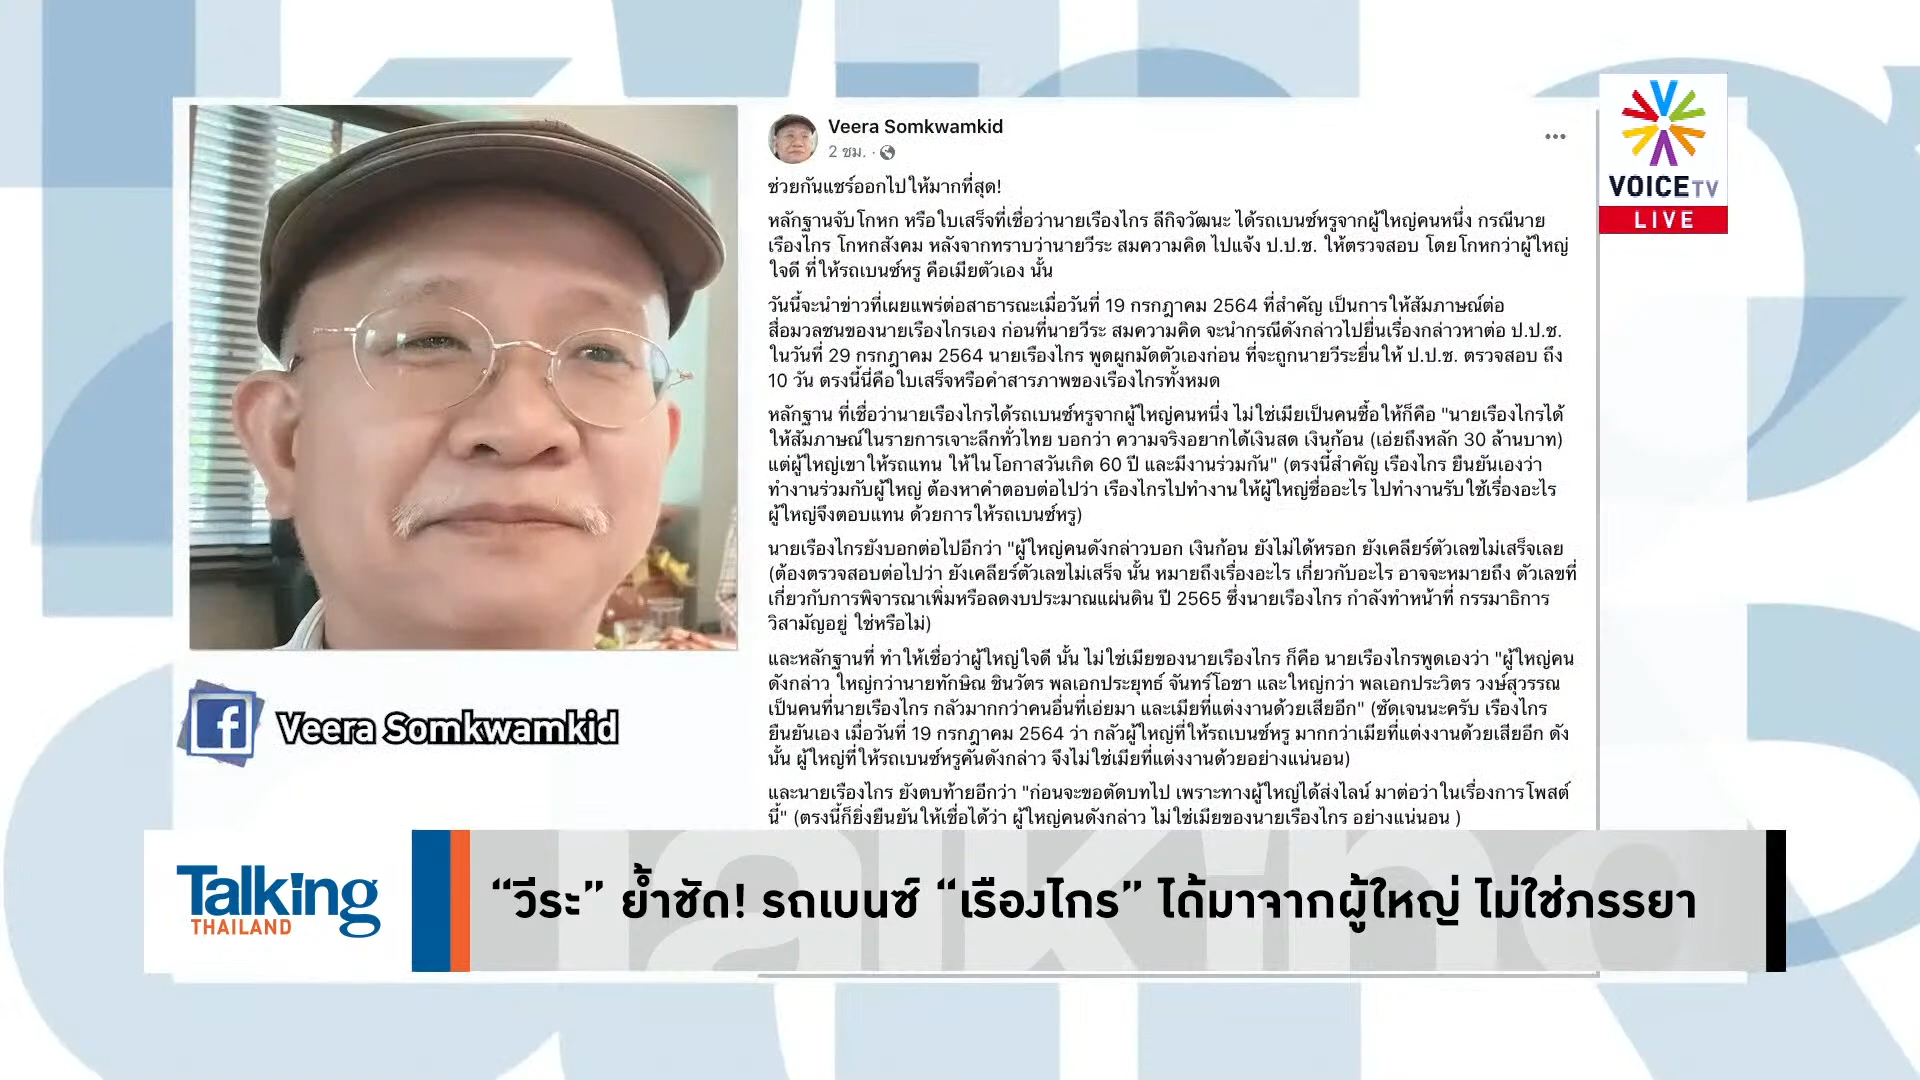 VOICE TV
LIVE
Veera Somkwamkid
2 ชม. ·
ช่วยกันแชร์ออกไปให้มากที่สุด!
หลักฐานจับโกหก หรือใบเสร็จที่เชื่อว่านายเรืองไกร ลีกิจวัฒนะ ได้รถเบนซ์หรูจากผู้ใหญ่คนหนึ่ง กรณีนาย
เรืองไกร โกหกสังคม หลังจากทราบว่านายวีระ สมความคิด ไปแจ้ง ป.ป.ช. ให้ตรวจสอบ โดยโกหกว่าผู้ใหญ่
ใจดี ที่ให้รถเบนซ์หรู คือเมียตัวเอง นั้น
วันนี้จะนำข่าวที่เผยแพร่ต่อสาธารณะเมื่อวันที่ 19 กรกฎาคม 2564 ที่สำคัญ เป็นการให้สัมภาษณ์ต่อ
สื่อมวลชนของนายเรืองไกรเอง ก่อนที่นายวีระ สมความคิด จะนำกรณีดังกล่าวไปยื่นเรื่องกล่าวหาต่อ ป.ป.ช.
ในวันที่ 29 กรกฎาคม 2564 นายเรืองไกร พูดผูกมัดตัวเองก่อน ที่จะถูกนายวีระยื่นให้ ป.ป.ช. ตรวจสอบ ถึง
10 วัน ตรงนี้นี่คือใบเสร็จหรือคำสารภาพของเรืองไกรทั้งหมด
หลักฐาน ที่เชื่อว่านายเรืองไกรได้รถเบนซ์หรูจากผู้ใหญ่คนหนึ่ง ไม่ใช่เมียเป็นคนซื้อให้ก็คือ "นายเรืองไกรได้
ให้สัมภาษณ์ในรายการเจาะลึกทั่วไทย บอกว่า ความจริงอยากได้เงินสด เงินก้อน (เอ่ยถึงหลัก 30 ล้านบาท)
แต่ผู้ใหญ่เขาให้รถแทน ให้ในโอกาสวันเกิด 60 ปี และมีงานร่วมกัน" (ตรงนี้สำคัญ เรืองไกร ยืนยันเองว่า
ทำงานร่วมกับผู้ใหญ่ ต้องหาคำตอบต่อไปว่า เรืองไกรไปทำงานให้ผู้ใหญ่ชื่ออะไร ไปทำงานรับใช้เรื่องอะไร
ผู้ใหญ่จึงตอบแทน ด้วยการให้รถเบนซ์หรู)
นายเรืองไกรยังบอกต่อไปอีกว่า "ผู้ใหญ่คนดังกล่าวบอก เงินก้อน ยังไม่ได้หรอก ยังเคลียร์ตัวเลขไม่เสร็จเลย
(ต้องตรวจสอบต่อไปว่า ยังเคลียร์ตัวเลขไม่เสร็จ นั้น หมายถึงเรื่องอะไร เกี่ยวกับอะไร อาจจะหมายถึง ตัวเลขที่
เกี่ยวกับการพิจารณาเพิ่มหรือลดงบประมาณแผ่นดิน ปี 2565 ซึ่งนายเรืองไกร กำลังทำหน้าที่ กรรมาธิการ
วิสามัญอยู่ ใช่หรือไม่)
และหลักฐานที่ ทำให้เชื่อว่าผู้ใหญ่ใจดี นั้น ไม่ใช่เมียของนายเรืองไกร ก็คือ นายเรืองไกรพูดเองว่า "ผู้ใหญ่คน
ดังกล่าว ใหญ่กว่านายทักษิณ ชินวัตร พลเอกประยุทธ์ จันทร์โอชา และใหญ่กว่า พลเอกประวิตร วงษ์สุวรรณ
เป็นคนที่นายเรืองไกร กลัวมากกว่าคนอื่นที่เอ่ยมา และเมียที่แต่งงานด้วยเสียอีก" (ชัดเจนนะครับ เรืองไกร
ยืนยันเอง เมื่อวันที่ 19 กรกฎาคม 2564 ว่า กลัวผู้ใหญ่ที่ให้รถเบนซ์หรู มากกว่าเมียที่แต่งงานด้วยเสียอีก ดัง
นั้น ผู้ใหญ่ที่ให้รถเบนซ์หรูคันดังกล่าว จึงไม่ใช่เมียที่แต่งงานด้วยอย่างแน่นอน)
และนายเรืองไกร ยังตบท้ายอีกว่า "ก่อนจะขอตัดบทไป เพราะทางผู้ใหญ่ได้ส่งไลน์ มาต่อว่าในเรื่องการโพสต์
นี้" (ตรงนี้ก็ยิ่งยืนยันให้เชื่อได้ว่า ผู้ใหญ่คนดังกล่าว ไม่ใช่เมียของนายเรืองไกร อย่างแน่นอน )
Veera Somkwamkid
Talking
THAILAND
“วีระ” ย้ำชัด! รถเบนซ์ “เรืองไกร” ได้มาจากผู้ใหญ่ ไม่ใช่ภรรยา